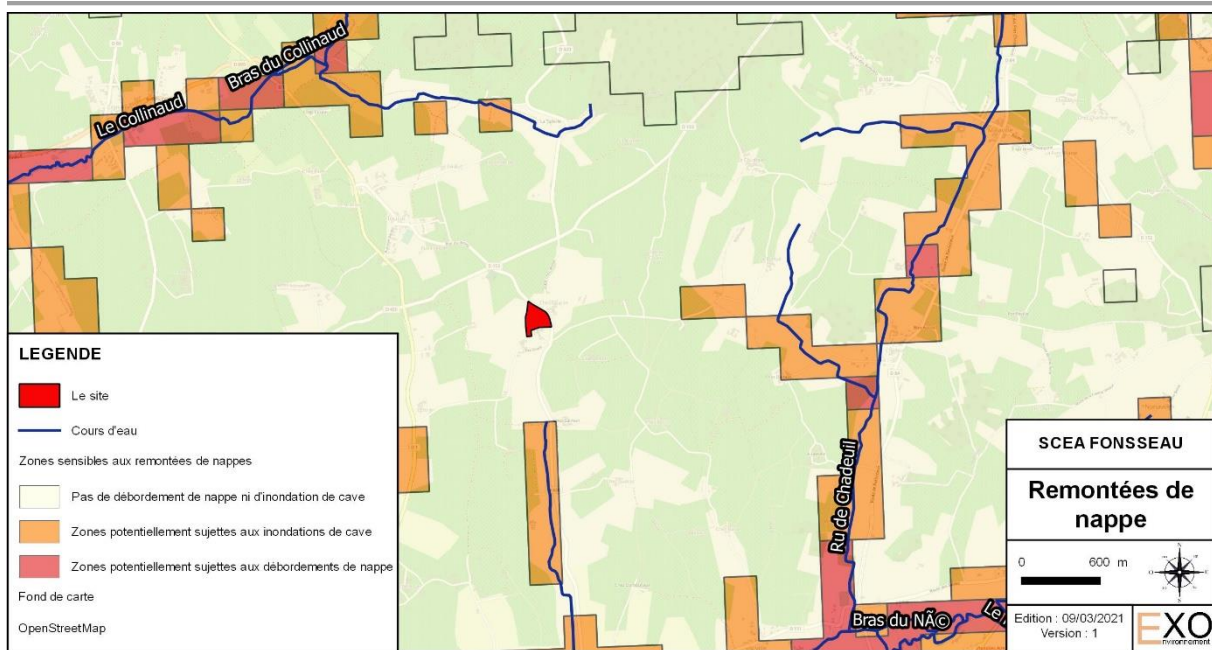 Bras du Collinaud
Le Collinaud
Ru de Chadeuil
Bras du NÃ©
LEGENDE
Le site
Cours d'eau
Zones sensibles aux remontées de nappes
Pas de débordement de nappe ni d'inondation de cave
Zones potentiellement sujettes aux inondations de cave
Zones potentiellement sujettes aux débordements de nappe
Fond de carte
OpenStreetMap
SCEA FONSSEAU
Remontées de
nappe
0 600 m
Edition : 09/03/2021
Version : 1
EXO
Environnement